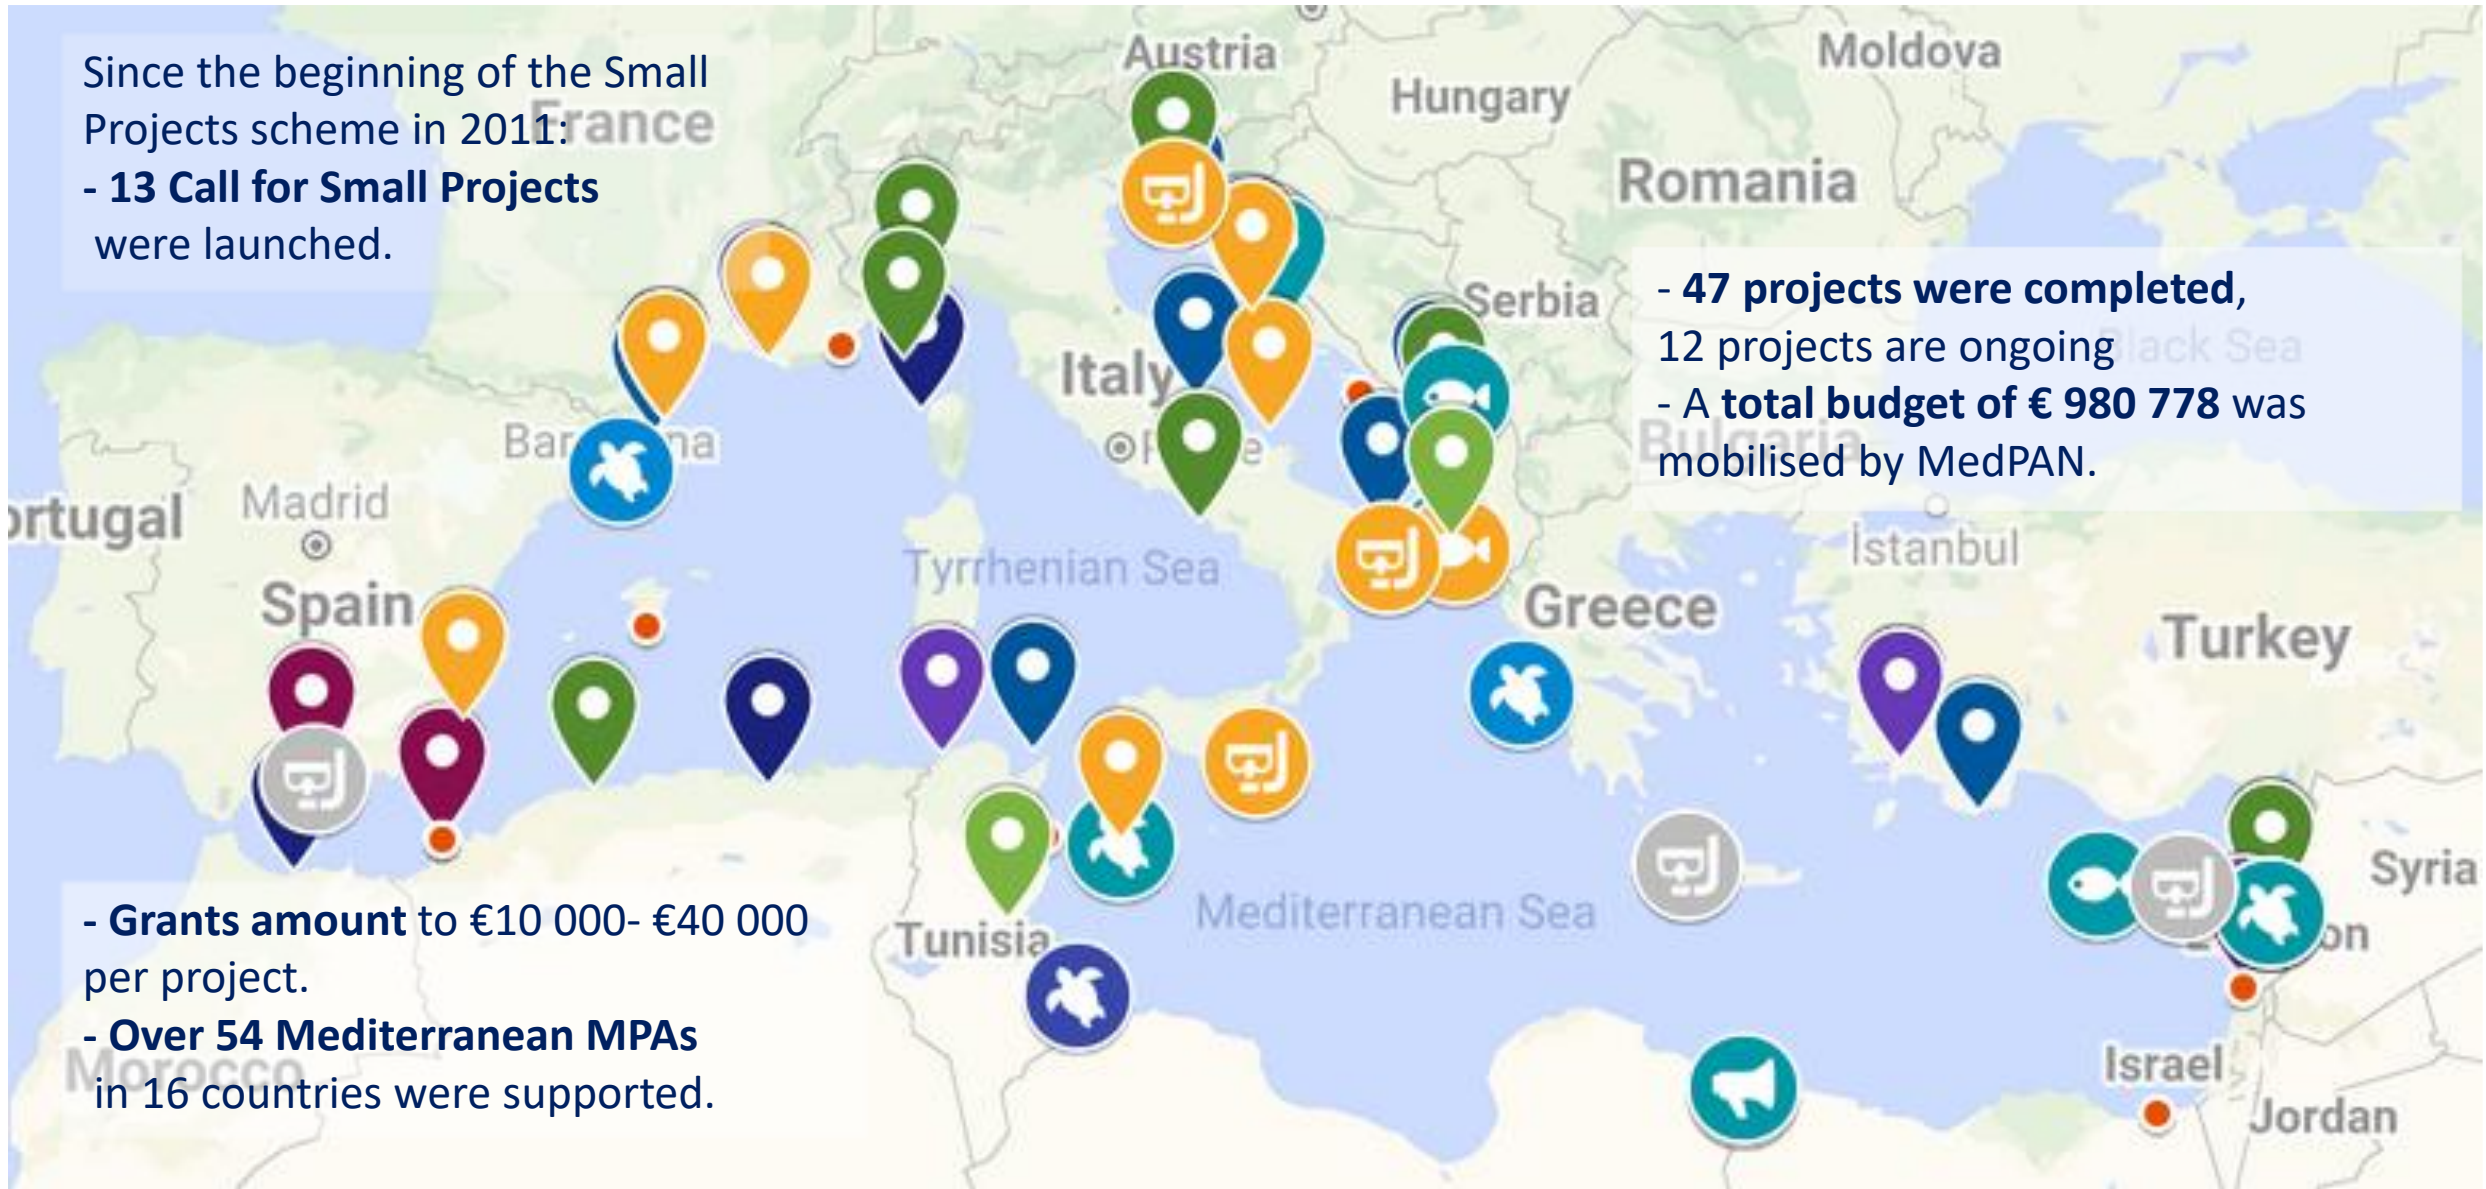 Since the beginning of the Small
Projects scheme in 2011:
- 13 Call for Small Projects
were launched.
- 47 projects were completed,
12 projects are ongoing
- A total budget of € 980 778 was
mobilised by MedPAN.
- Grants amount to €10 000- €40 000
per project.
- Over 54 Mediterranean MPAs
in 16 countries were supported.
Austria
Moldova
Hungary
France
Romania
Serbia
Black Sea
Italy
Bulgaria
Madrid
İstanbul
Tyrrhenian Sea
Spain
Greece
Turkey
Syria
Mediterranean Sea
Tunisia
Morocco
Israel
Jordan